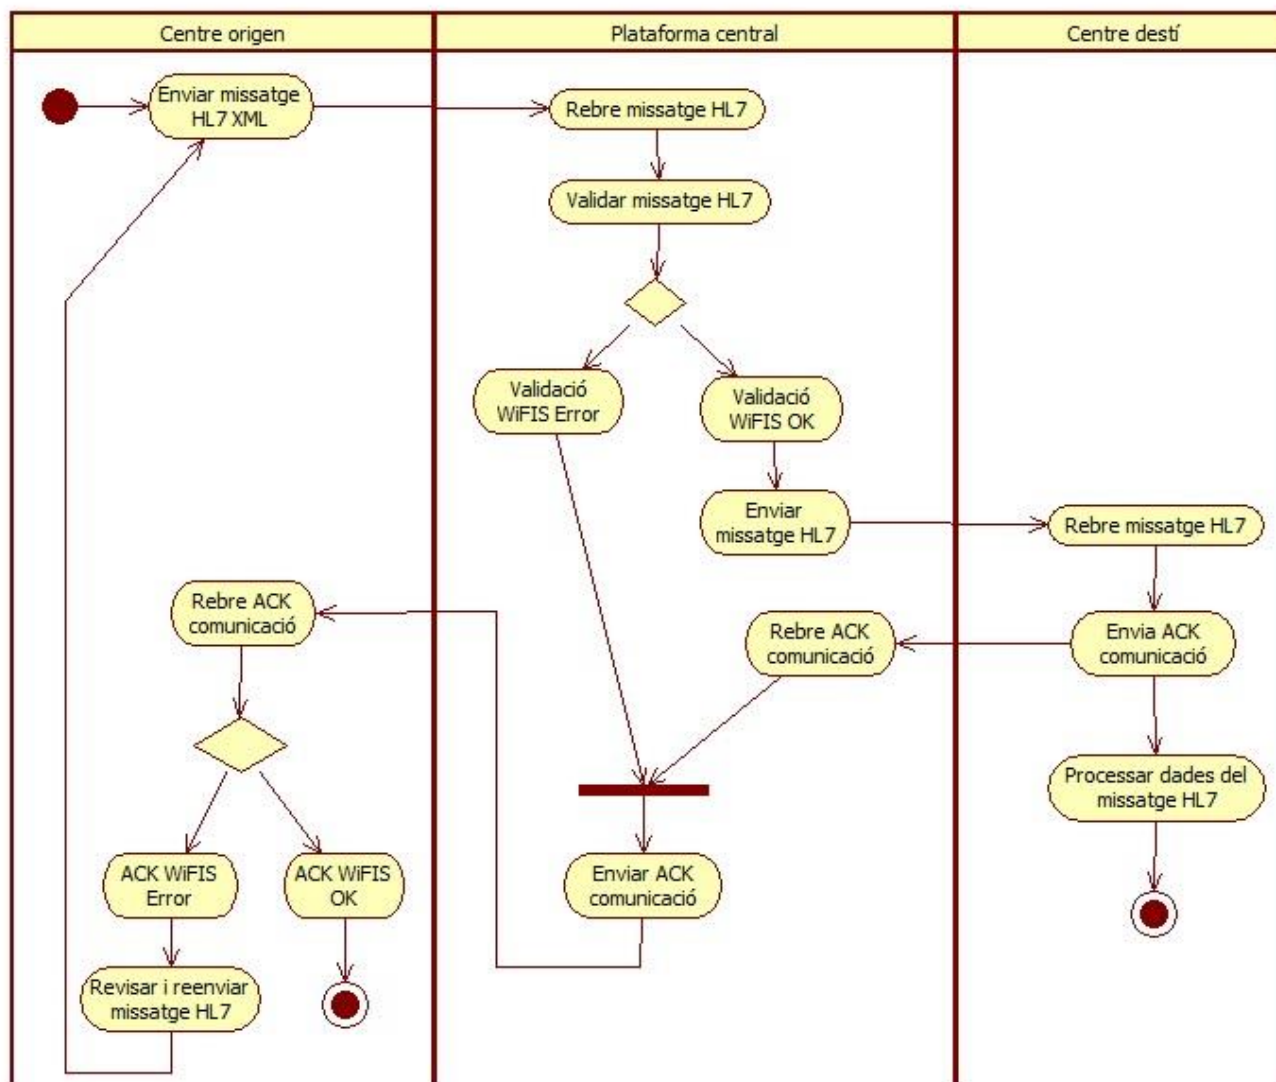 Centre origen
Plataforma central
Centre destí
Enviar missatge
HL7 XML
Rebre missatge HL7
Validar missatge HL7
Validació
WiFIS Error
Validació
WiFIS OK
Enviar
missatge HL7
Rebre missatge HL7
Rebre ACK
comunicació
Rebre ACK
comunicació
Envia ACK
comunicació
Processar dades del
missatge HL7
ACK WiFIS
Error
ACK WiFIS
OK
Enviar ACK
comunicació
Revisar i reenviar
missatge HL7